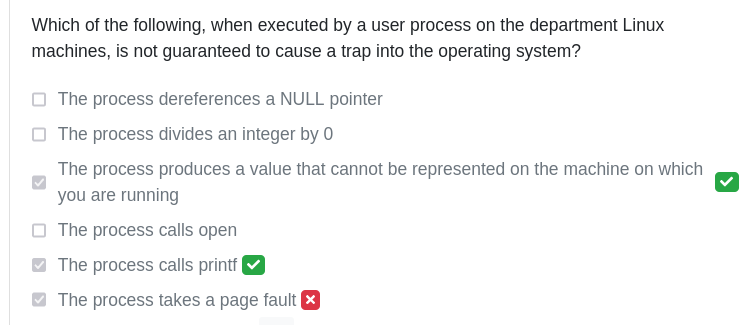 Which of the following, when executed by a user process on the department Linux
machines, is not guaranteed to cause a trap into the operating system?
The process dereferences a NULL pointer
The process divides an integer by 0
The process produces a value that cannot be represented on the machine on which
you are running
The process calls open
The process calls printf
The process takes a page fault